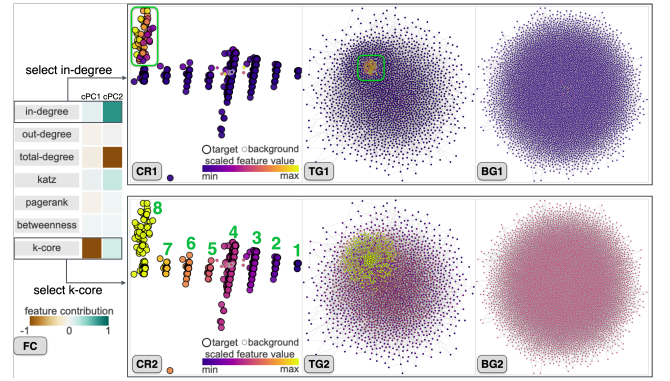 select in-degree
cPC1 cPC2
in-degree
out-degree
total-degree
katz
pagerank
betweenness
k-core
select k-core
feature contribution
-1 0 1
FC
target background
scaled feature value
min max
CR1
TG1
BG1
8
7 6 5 4 3 2 1
target background
scaled feature value
min max
CR2
TG2
BG2